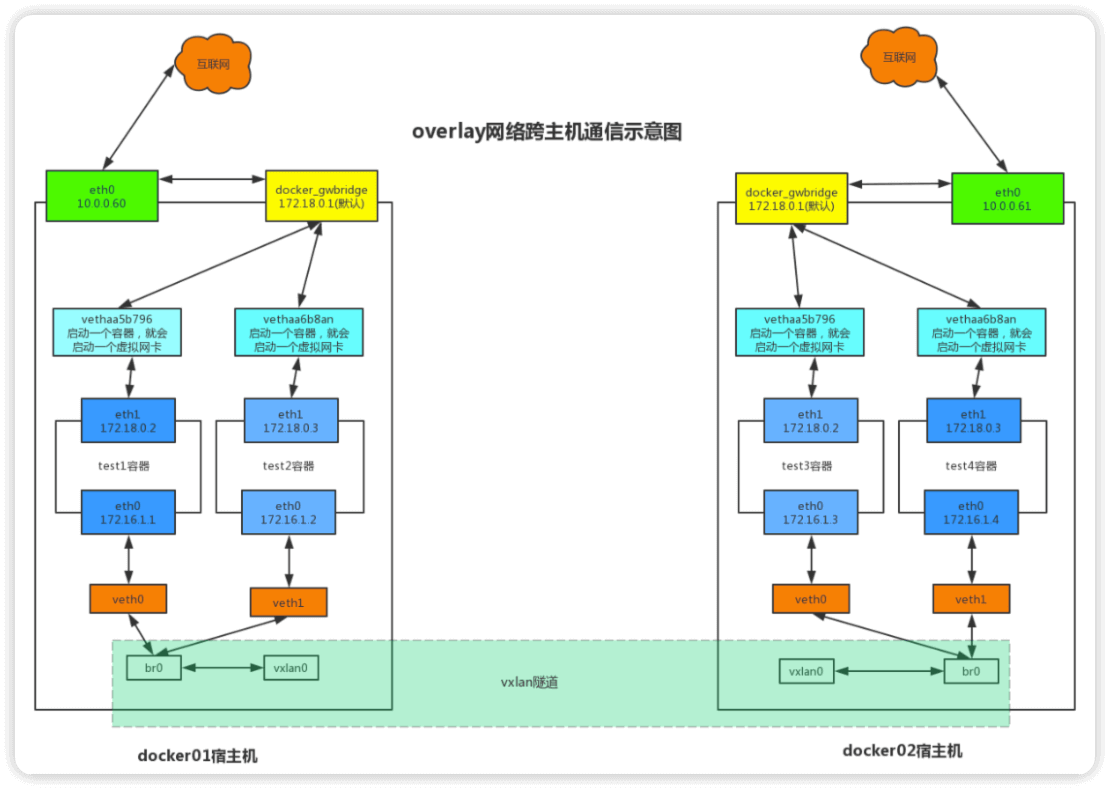 互联网
互联网
overlay网络跨主机通信示意图
eth0
10.0.0.60
docker_gwbridge
172.18.0.1(默认)
docker_gwbridge
172.18.0.1(默认)
eth0
10.0.0.61
vethaa5b796
启动一个容器，就会
启动一个虚拟网卡
vethaa6b8an
启动一个容器，就会
启动一个虚拟网卡
vethaa5b796
启动一个容器，就会
启动一个虚拟网卡
vethaa6b8an
启动一个容器，就会
启动一个虚拟网卡
eth1
172.18.0.2
eth1
172.18.0.3
eth1
172.18.0.2
eth1
172.18.0.3
test1容器
test2容器
test3容器
test4容器
eth0
172.16.1.1
eth0
172.16.1.2
eth0
172.16.1.3
eth0
172.16.1.4
veth0
veth1
veth0
veth1
br0
vxlan0
vxlan隧道
vxlan0
br0
docker01宿主机
docker02宿主机